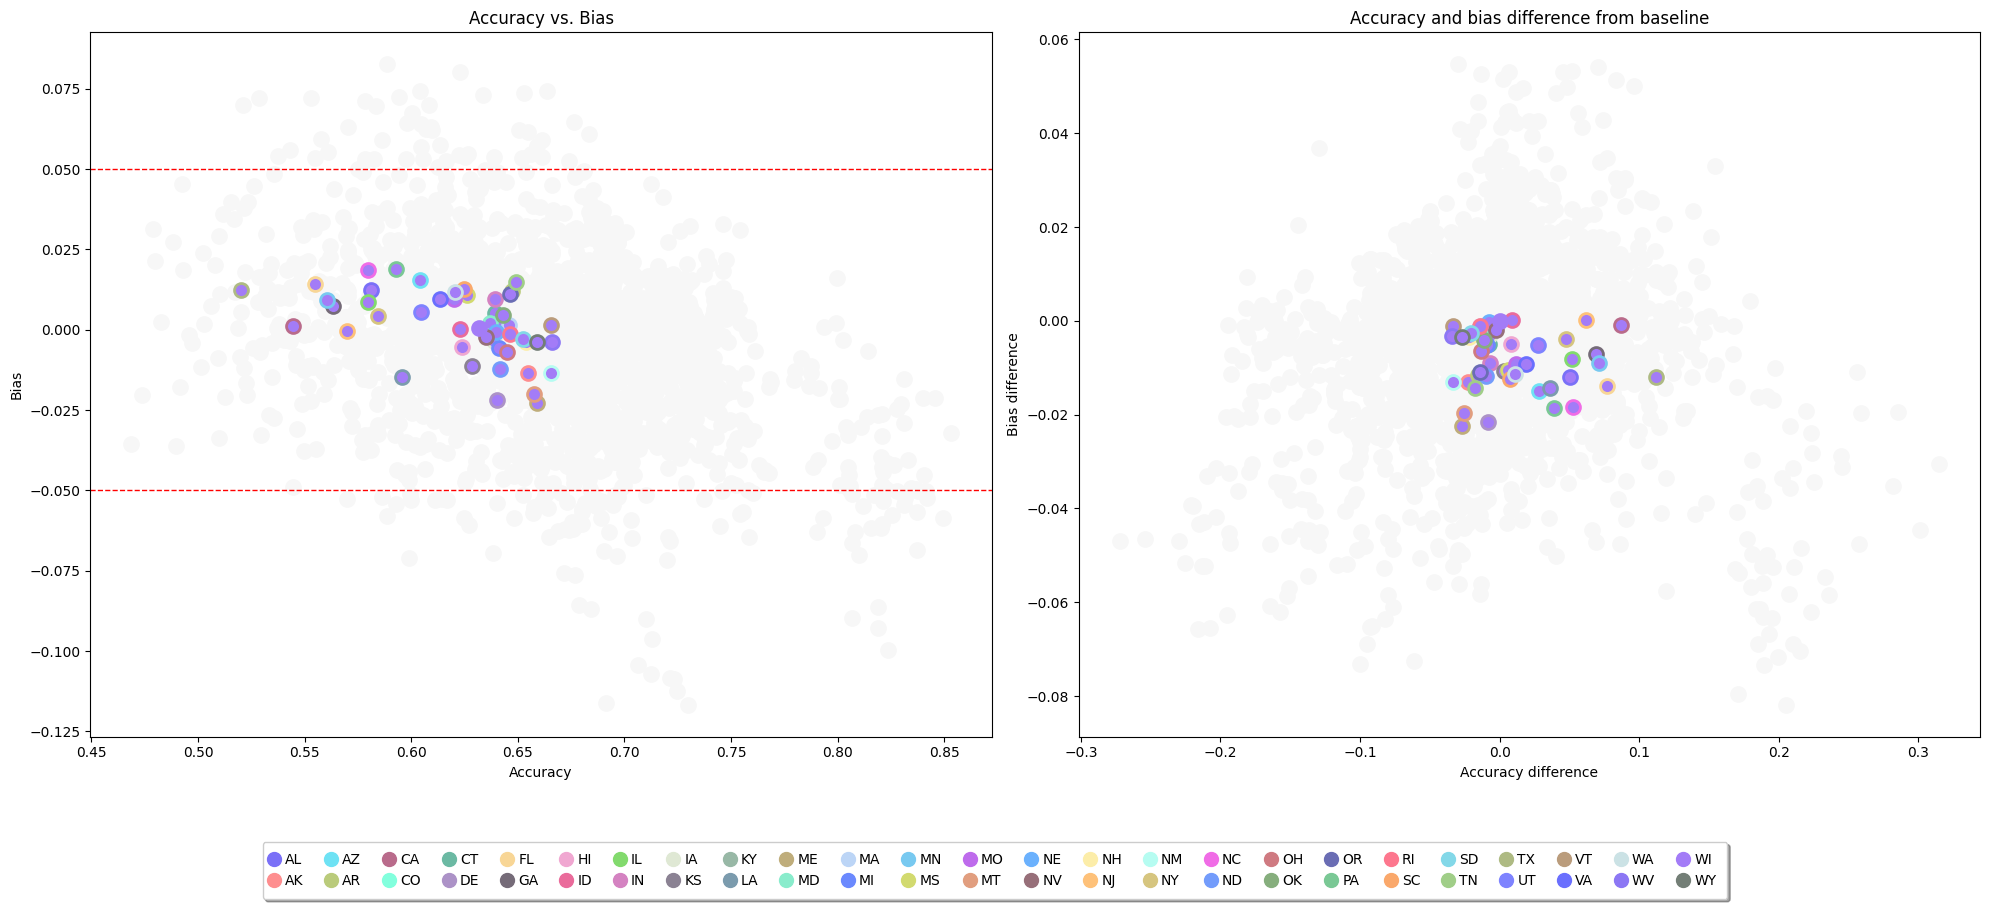 Accuracy vs. Bias
0.075
0.050
0.025
0.000
−0.025
−0.050
−0.075
−0.100
−0.125
Bias
0.45 0.50 0.55 0.60 0.65 0.70 0.75 0.80 0.85
Accuracy
Accuracy and bias difference from baseline
0.06
0.04
0.02
0.00
−0.02
−0.04
−0.06
−0.08
Bias difference
−0.3 −0.2 −0.1 0.0 0.1 0.2 0.3
Accuracy difference
AL AZ CA CT FL HI IL IA KY ME MA MN MO NE NH NM NC OH OR RI SD TX VT WA WI
AK AR CO DE GA ID IN KS LA MD MI MS MT NV NJ NY ND OK PA SC TN UT VA WV WY